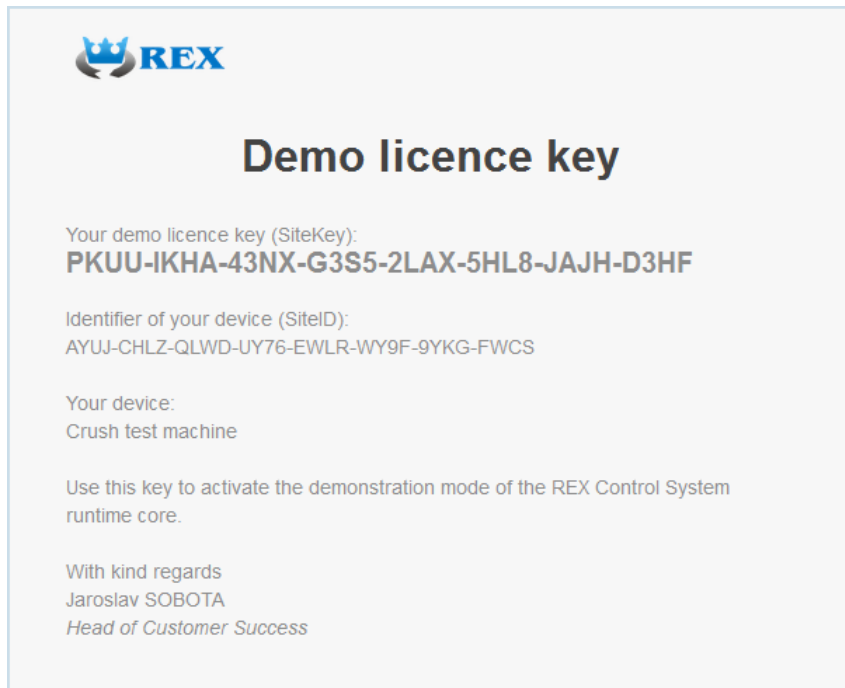 REX
Demo licence key
Your demo licence key (SiteKey):
PKUU-IKHA-43NX-G3S5-2LAX-5HL8-JAJH-D3HF
Identifier of your device (SiteID):
AYUJ-CHLZ-QLWD-UY76-EWLR-WY9F-9YKG-FWCS
Your device:
Crush test machine
Use this key to activate the demonstration mode of the REX Control System
runtime core.
With kind regards
Jaroslav SOBOTA
Head of Customer Success